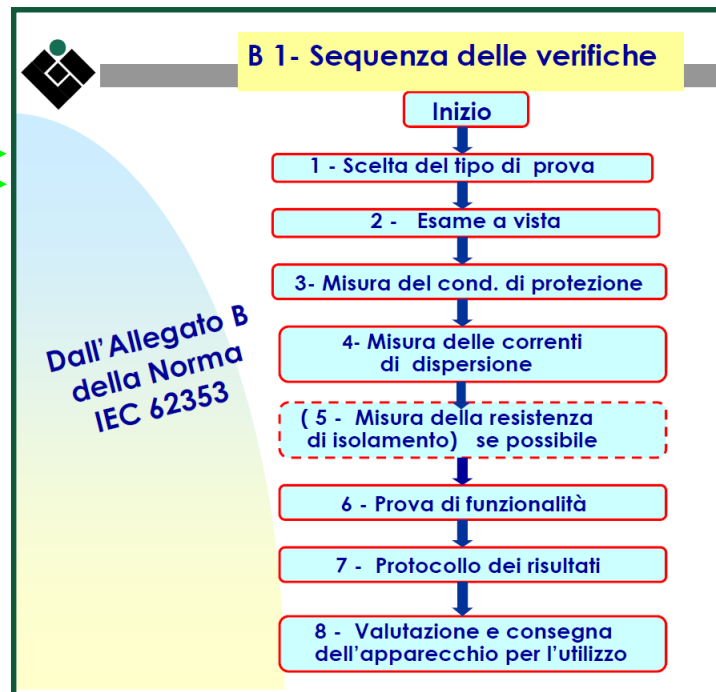 B 1- Sequenza delle verifiche
Inizio
1 - Scelta del tipo di prova
2 - Esame a vista
3- Misura del cond. di protezione
4- Misura delle correnti
di dispersione
( 5 - Misura della resistenza
di isolamento) se possibile
6 - Prova di funzionalità
7 - Protocollo dei risultati
8 - Valutazione e consegna
dell'apparecchio per l'utilizzo
Dall'Allegato B
della Norma
IEC 62353